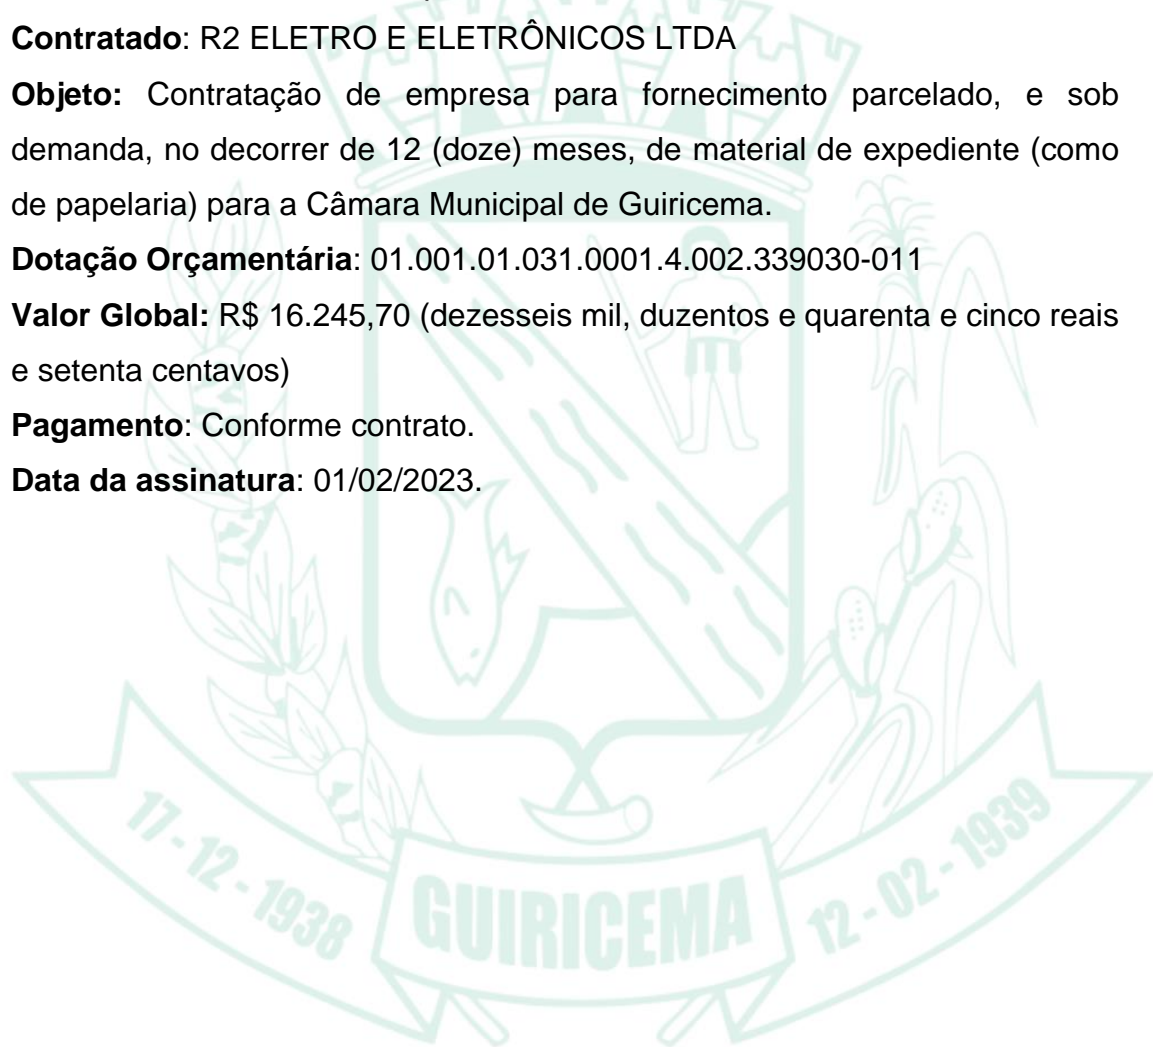 Contratado: R2 ELETRO E ELETRÔNICOS LTDA
Objeto: Contratação de empresa para fornecimento parcelado, e sob
demanda, no decorrer de 12 (doze) meses, de material de expediente (como
de papelaria) para a Câmara Municipal de Guiricema.
Dotação Orçamentária: 01.001.01.031.0001.4.002.339030-011
Valor Global: R$ 16.245,70 (dezesseis mil, duzentos e quarenta e cinco reais
e setenta centavos)
Pagamento: Conforme contrato.
Data da assinatura: 01/02/2023.
17-12-1938
GUIRICEMA
12-02-1939